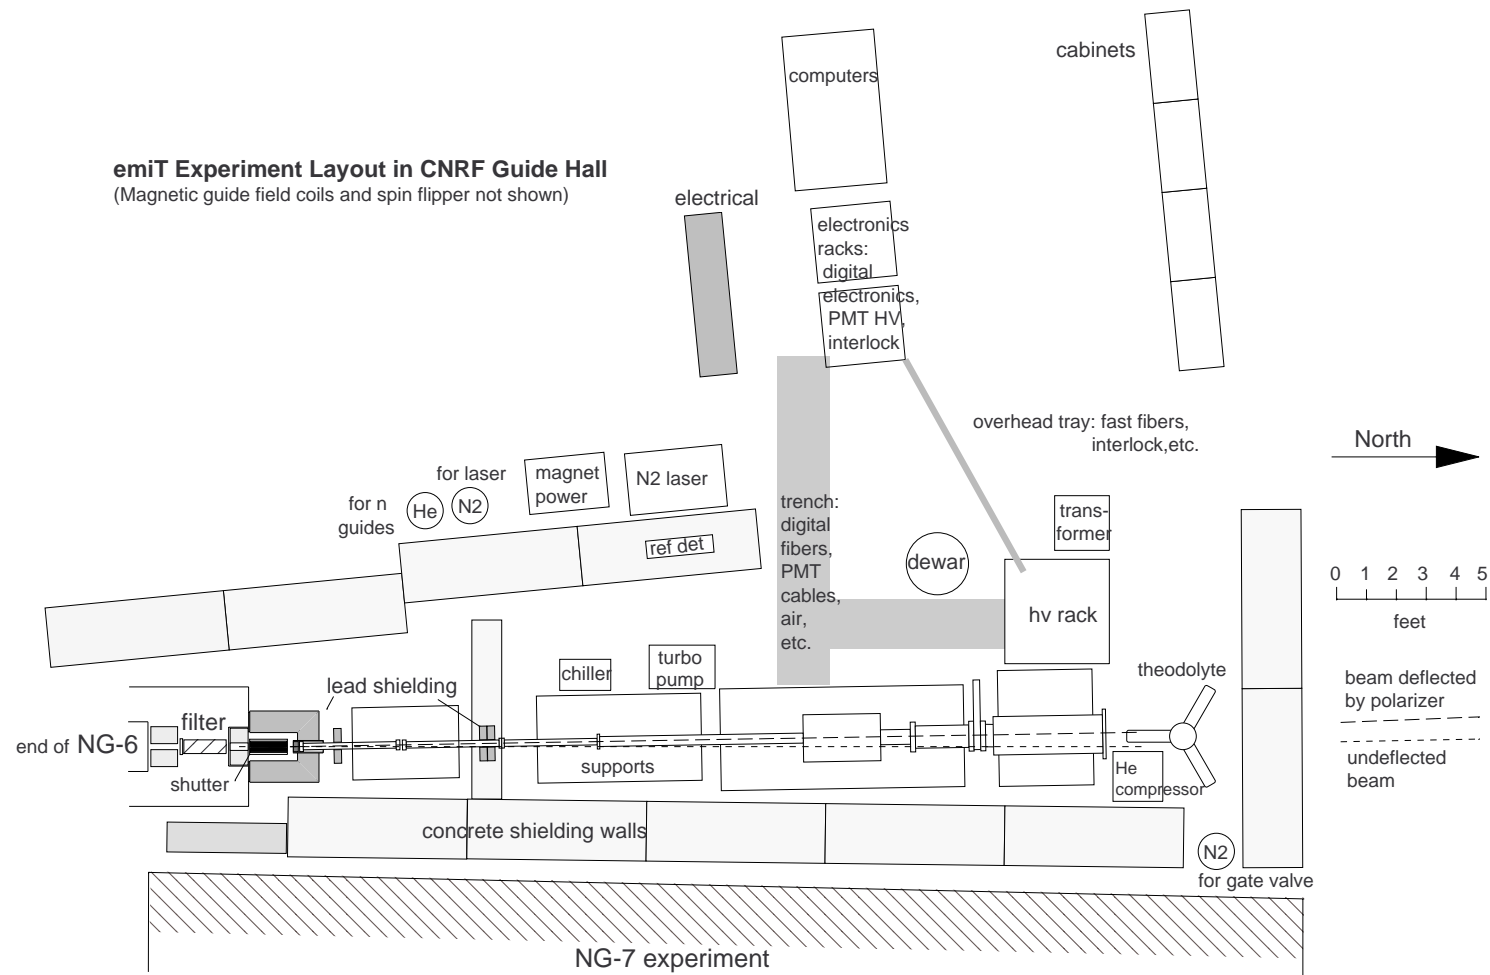 cabinets
computers
emiT Experiment Layout in CNRF Guide Hall
(Magnetic guide field coils and spin flipper not shown)
electrical
electronics
racks:
digital
electronics,
PMT HV,
interlock
overhead tray: fast fibers,
interlock,etc.
North
for laser
magnet
power
N2 laser
for n
guides
He
N2
trench:
digital
fibers,
PMT
cables,
air,
etc.
trans-
former
ref det
dewar
hv rack
0 1 2 3 4 5
feet
chiller
turbo
pump
theodolyte
lead shielding
beam deflected
by polarizer
undeflected
beam
filter
end of NG-6
shutter
supports
He
compressor
concrete shielding walls
N2
for gate valve
NG-7 experiment